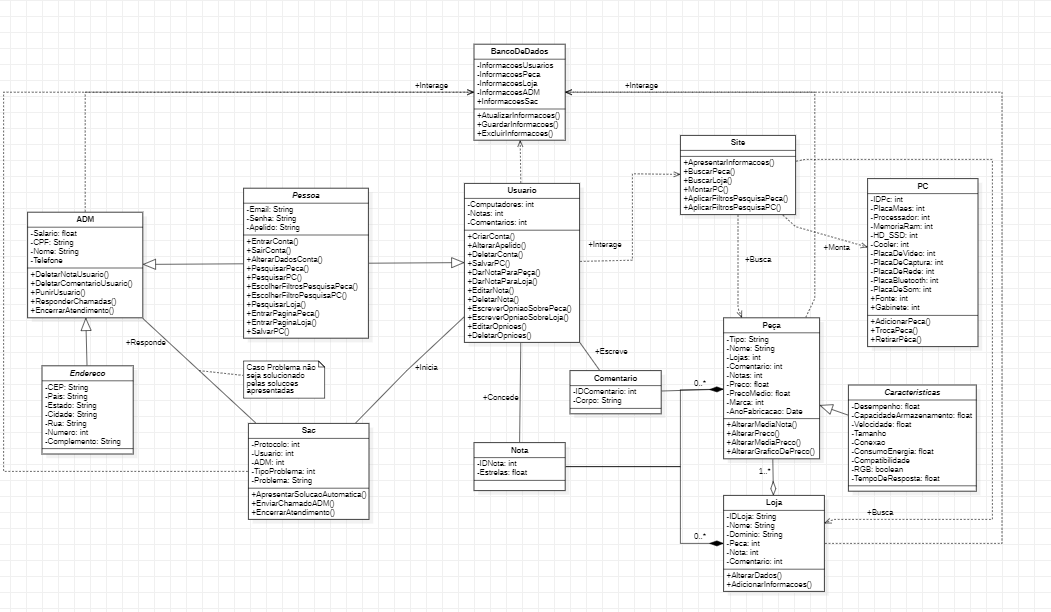 BancoDeDados
-InformacoesUsuarios
-InformacoesPeca
-InformacoesLoja
-InformacoesADM
+InformacoesSac
+AtualizarInformacoes()
+GuardarInformacoes()
+ExcluirInformacoes()
+Interage
+Interage
Site
+ApresentarInformacoes()
+BuscarPeca()
+BuscarLoja()
+MontarPC()
+AplicarFiltrosPesquisaPeca()
+AplicarFiltrosPesquisaPC()
PC
-IDPc: int
-PlacaMaes: int
-Processador: int
-MemoriaRam: int
-HD_SSD: int
-Cooler: int
-PlacaDeVideo: int
-PlacaDeCaptura: int
-PlacaDeRede: int
-PlacaBluetooth: int
-PlacaDeSom: int
+Fonte: int
+Gabinete: int
+AdicionarPeca()
+TrocaPeca()
+RetirarPeca()
Usuario
-Computadores: int
-Notas: int
-Comentarios: int
+CriarConta()
+AlterarApelido()
+DeletarConta()
+SalvarPC()
+DarNotaParaPeça()
+DarNotaParaLoja()
+EditarNota()
+DeletarNota()
+EscreverOpniaoSobrePeca()
+EscreverOpniaoSobreLoja()
+EditarOpnioes()
+DeletarOpnioes()
Pessoa
-Email: String
-Senha: String
-Apelido: String
+EntrarConta()
+SairConta()
+AlterarDadosConta()
+PesquisarPeca()
+PesquisarPC()
+EscolherFiltrosPesquisaPeca()
+EscolherFiltroPesquisaPC()
+PesquisarLoja()
+EntrarPaginaPeca()
+EntrarPaginaLoja()
+SalvarPC()
ADM
-Salario: float
-CPF: String
-Nome: String
-Telefone
+DeletarNotaUsuario()
+DeletarComentarioUsuario()
+PunirUsuario()
+ResponderChamadas()
+EncerrarAtendimento()
+Interage
+Monta
+Busca
+Responde
+Escreve
+Inicia
+Concede
Endereco
-CEP: String
-Pais: String
-Estado: String
-Cidade: String
-Rua: String
-Numero: int
-Complemento: String
Caso Problema não
seja solucionado
pelas solucoes
apresentadas
Comentario
-IDComentario: int
-Corpo: String
0..*
Peça
-Tipo: String
-Nome: String
-Lojas: int
-Comentario: int
-Notas: int
-Preco: float
-PrecoMedio: float
-Marca: int
-AnoFabricacao: Date
+AlterarMediaNota()
+AlterarPreco()
+AlterarMediaPreco()
+AlterarGraficoDePreco()
Caracteristicas
-Desempenho: float
-CapacidadeArmazenamento: float
-Velocidade: float
-Tamanho
-Conexao
-ConsumoEnergia: float
-Compatibilidade
-RGB: boolean
-TempoDeResposta: float
Sac
-Protocolo: int
-Usuario: int
-ADM: int
-TipoProblema: int
-Problema: String
+ApresentarSolucaoAutomatica()
+EnviarChamadoADM()
+EncerrarAtendimento()
Nota
-IDNota: int
-Estrelas: float
1..*
+Busca
0..*
Loja
-IDLoja: String
-Nome: String
-Dominio: String
-Peca: int
-Nota: int
-Comentario: int
+AlterarDados()
+AdicionarInformacoes()